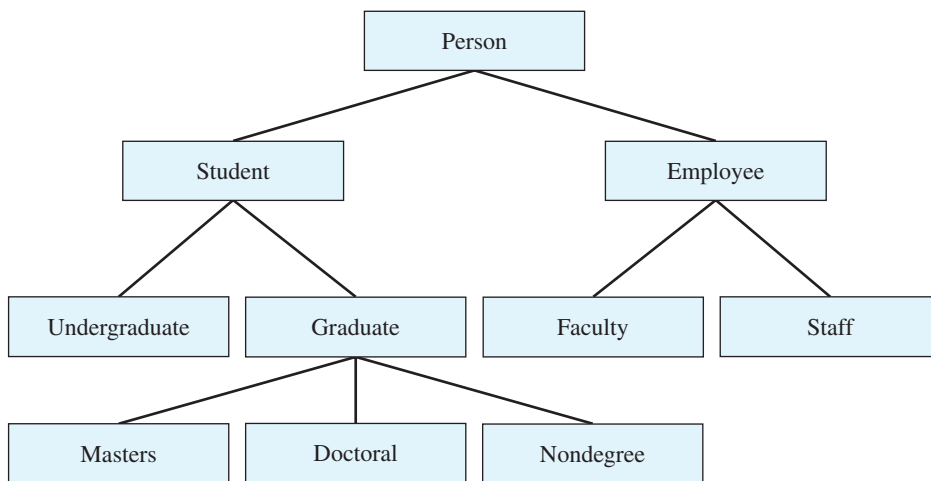 Person
Student
Employee
Undergraduate
Graduate
Faculty
Staff
Masters
Doctoral
Nondegree